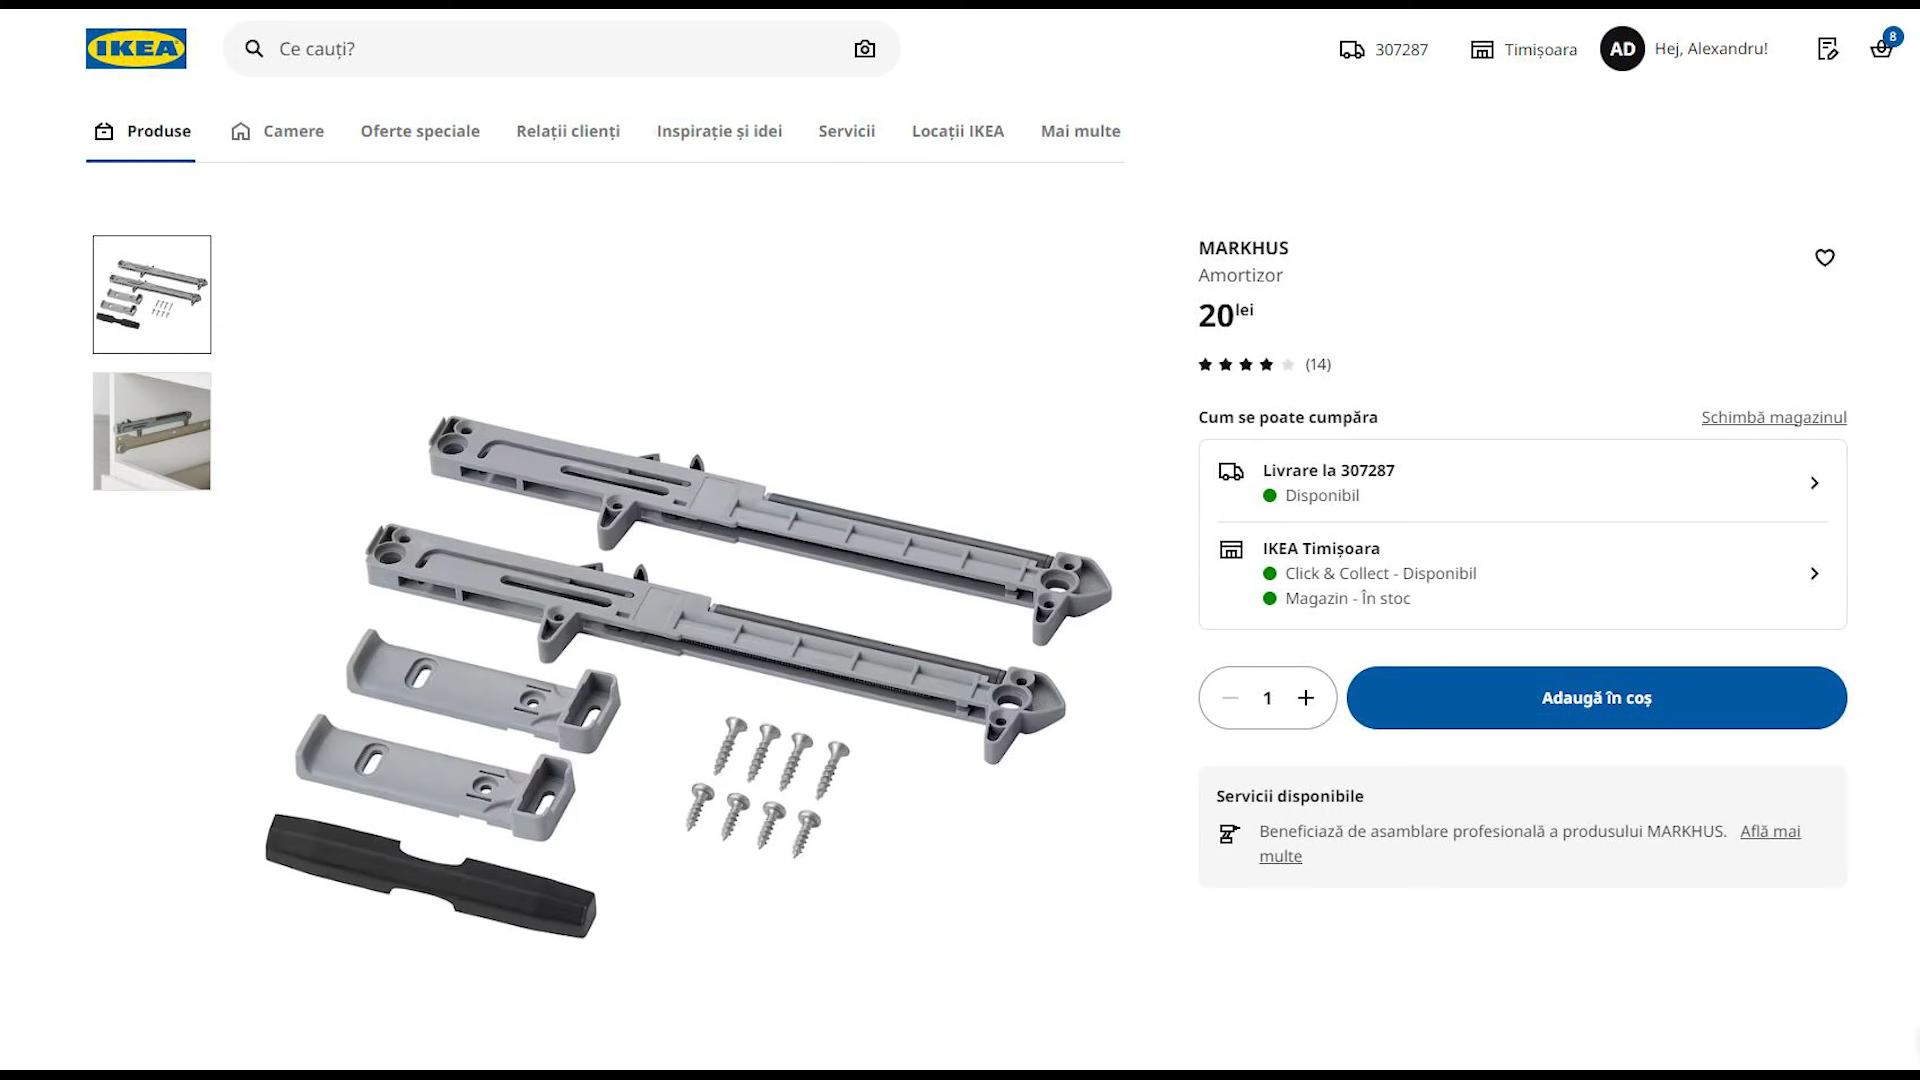 IKEA
Ce cauți?
307287
Timișoara
AD
Hej, Alexandru!
8
Produse
Camere
Oferte speciale
Relații clienți
Inspirație și idei
Servicii
Locații IKEA
Mai multe
MARKHUS
Amortizor
20 lei
(14)
Cum se poate cumpăra
Schimbă magazinul
Livrare la 307287
Disponibil
IKEA Timișoara
Click & Collect - Disponibil
Magazin - În stoc
1
Adaugă în coș
Servicii disponibile
Beneficiază de asamblare profesională a produsului MARKHUS. Află mai
multe